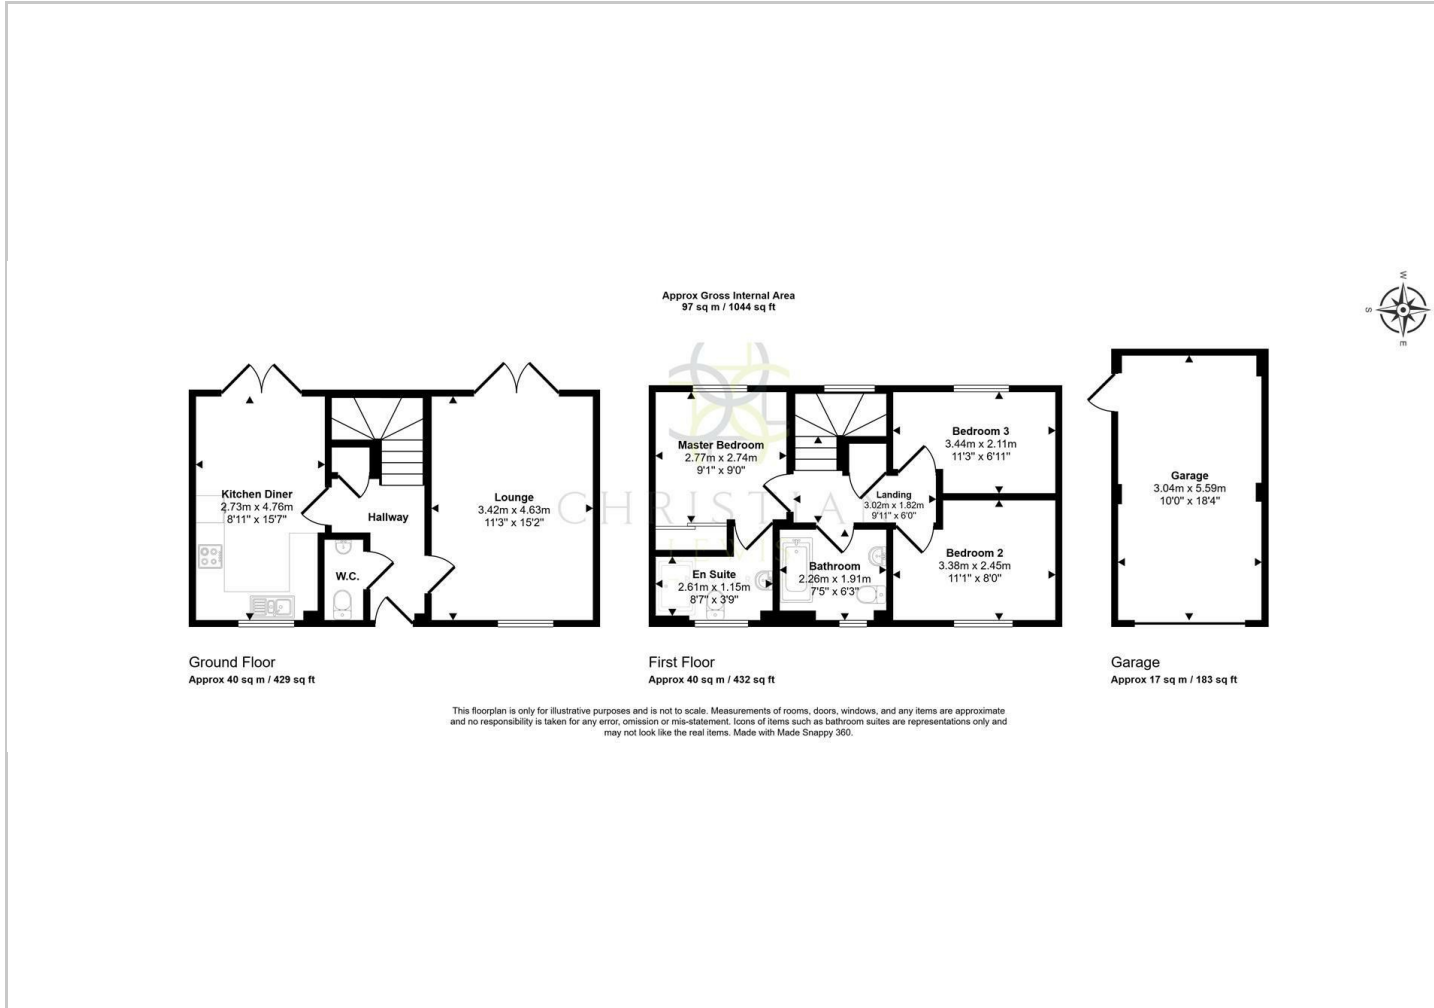 Approx Gross Internal Area
97 sq m / 1044 sq ft
W
S
E
Kitchen Diner
2.73m x 4.76m
8'11" x 15'7"
Hallway
W.C.
Lounge
3.42m x 4.63m
11'3" x 15'2"
Master Bedroom
2.77m x 2.74m
9'1" x 9'0"
En Suite
2.61m x 1.15m
8'7" x 3'9"
Bathroom
2.26m x 1.91m
7'5" x 6'3"
Landing
3.02m x 1.82m
9'11" x 6'0"
Bedroom 3
3.44m x 2.11m
11'3" x 6'11"
Bedroom 2
3.38m x 2.45m
11'1" x 8'0"
Garage
3.04m x 5.59m
10'0" x 18'4"
CHRISTIA
LEWIS
Ground Floor
Approx 40 sq m / 429 sq ft
First Floor
Approx 40 sq m / 432 sq ft
Garage
Approx 17 sq m / 183 sq ft
This floorplan is only for illustrative purposes and is not to scale. Measurements of rooms, doors, windows, and any items are approximate
and no responsibility is taken for any error, omission or mis-statement. Icons of items such as bathroom suites are representations only and
may not look like the real items. Made with Made Snappy 360.